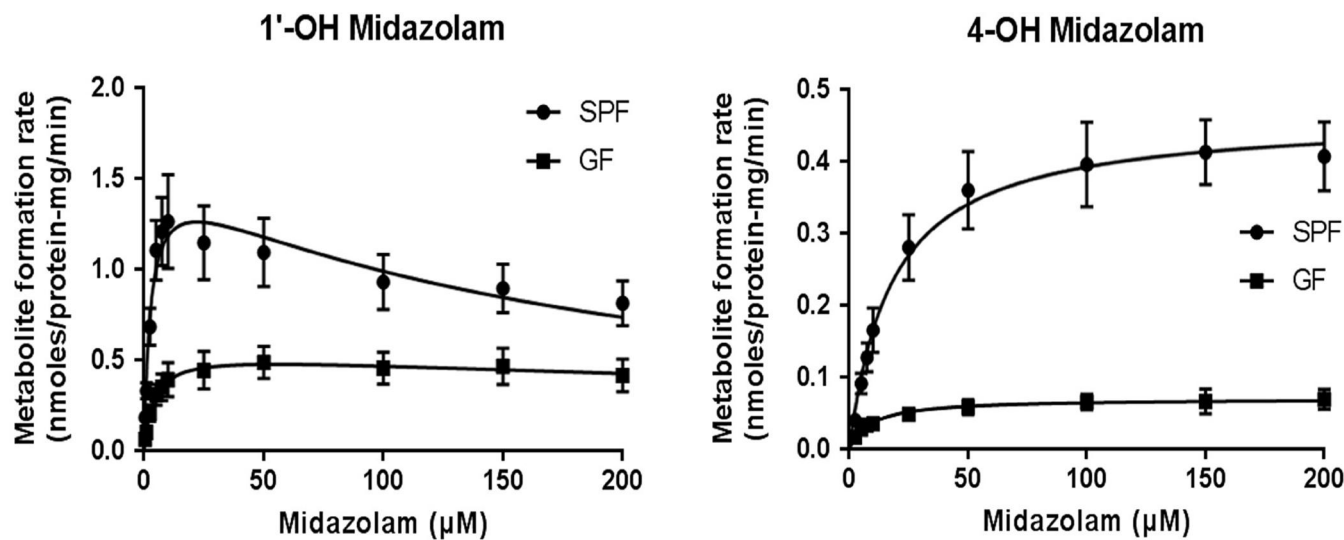 1'-OH Midazolam
Metabolite formation rate
(nmoles/protein-mg/min)
2.0
1.5
1.0
0.5
0.0
SPF
GF
0
50
100
150
200
Midazolam (µM)
4-OH Midazolam
Metabolite formation rate
(nmoles/protein-mg/min)
0.5
0.4
0.3
0.2
0.1
0.0
SPF
GF
0
50
100
150
200
Midazolam (µM)